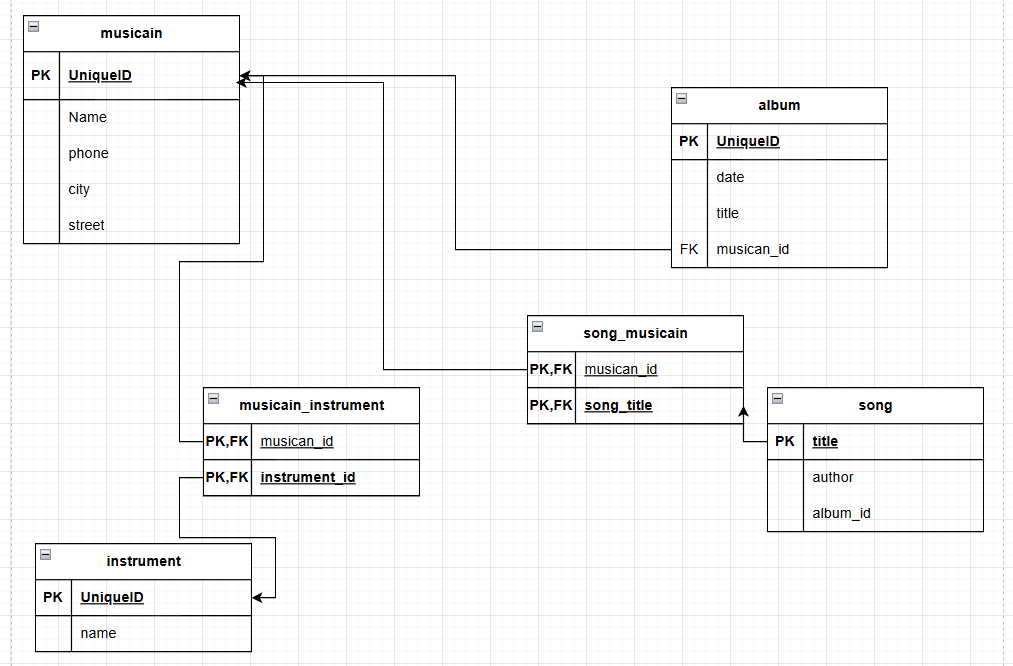 musicain
PK UniqueID
Name
phone
city
street
album
PK UniqueID
date
title
FK musican_id
song_musicain
PK,FK musican_id
PK,FK song_title
song
PK title
author
album_id
musicain_instrument
PK,FK musican_id
PK,FK instrument_id
instrument
PK UniqueID
name